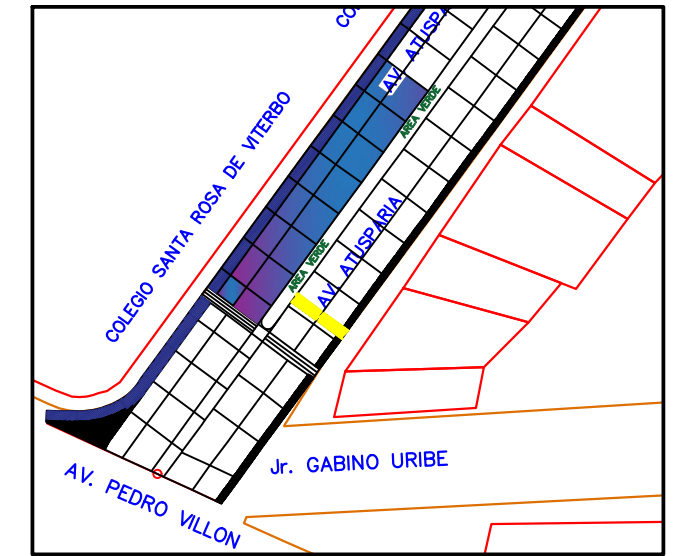 CO
AV. ATUSPA
AREA VERDE
COLEGIO SANTA ROSA DE VITERBO
AV. ATUSPARIA
AREA VERDE
Jr. GABINO URIBE
AV. PEDRO VILLON